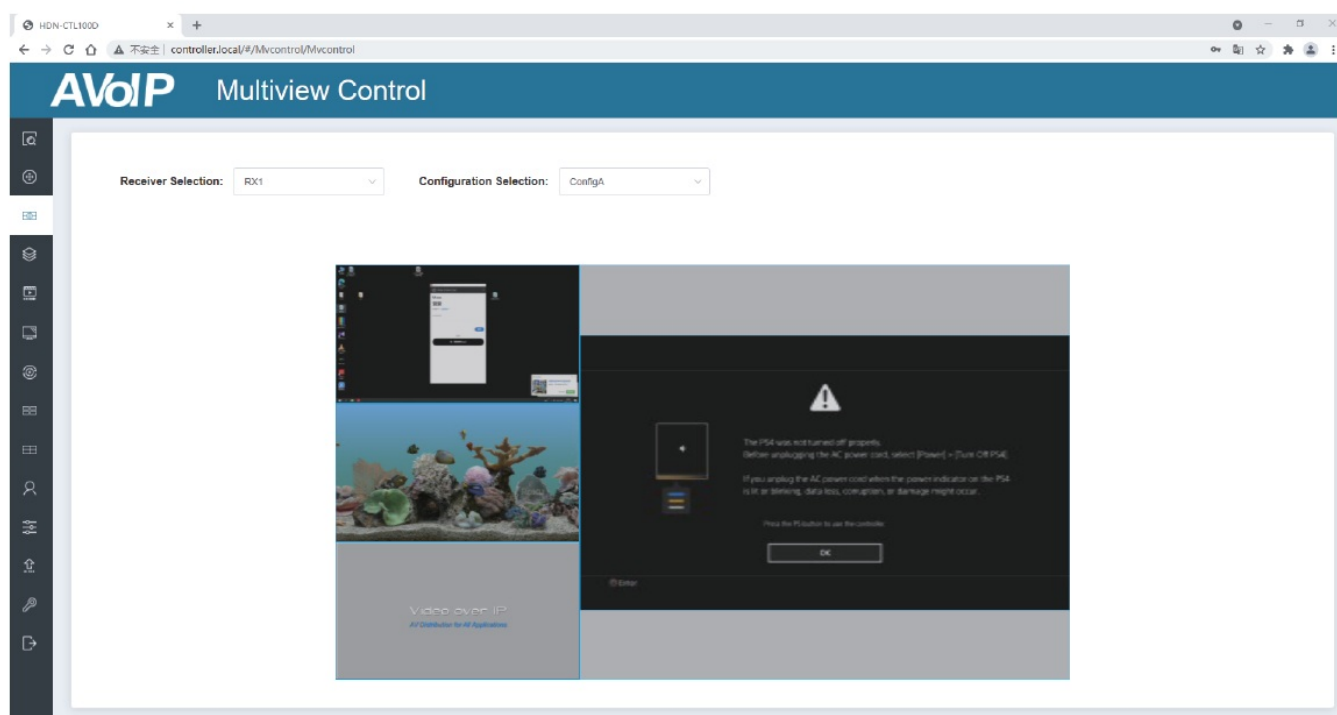 HDN-CTL100D
不安全 | controller.local/#/Mvcontrol/Mvcontrol
AVoIP Multiview Control
Receiver Selection: RX1 Configuration Selection: ConfigA
The PS4 was not turned off properly.
Before unplugging the AC power cord, select [Power] > [Turn Off PS4].
If you unplug the AC power cord when the power indicator on the PS4
is lit or blinking, data loss, corruption, or damage might occur.
Press the PS button to use the controller.
OK
Enter
Video over IP
AV Distribution for All Applications